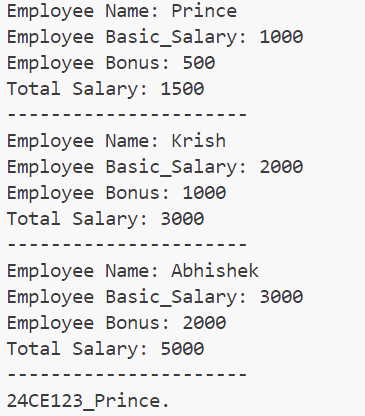 Employee Name: Prince
Employee Basic_Salary: 1000
Employee Bonus: 500
Total Salary: 1500
----------------------
Employee Name: Krish
Employee Basic_Salary: 2000
Employee Bonus: 1000
Total Salary: 3000
----------------------
Employee Name: Abhishek
Employee Basic_Salary: 3000
Employee Bonus: 2000
Total Salary: 5000
----------------------
24CE123_Prince.